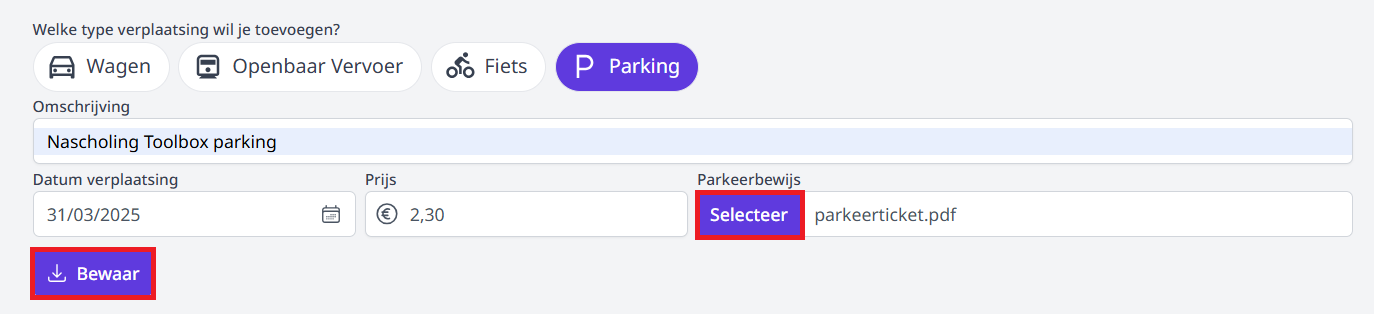 Welke type verplaatsing wil je toevoegen?
Wagen Openbaar Vervoer Fiets Parking
Omschrijving
Nascholing Toolbox parking
Datum verplaatsing Prijs Parkeerbewijs
31/03/2025 € 2,30 Selecteer parkeerticket.pdf
Bewaar